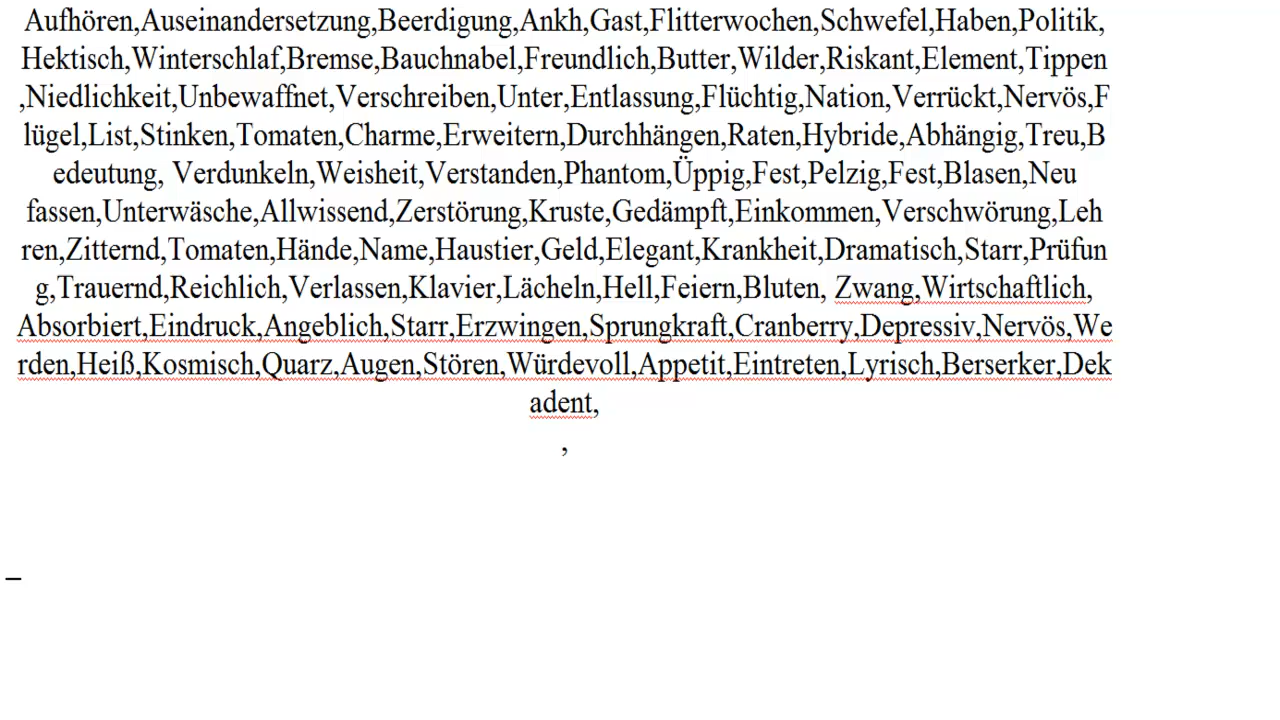 Aufhören,Auseinandersetzung,Beerdigung,Ankh,Gast,Flitterwochen,Schwefel,Haben,Politik,
Hektisch,Winterschlaf,Bremse,Bauchnabel,Freundlich,Butter,Wilder,Riskant,Element,Tippen
,Niedlichkeit,Unbewaffnet,Verschreiben,Unter,Entlassung,Flüchtig,Nation,Verrückt,Nervös,F
lügel,List,Stinken,Tomaten,Charme,Erweitern,Durchhängen,Raten,Hybride,Abhängig,Treu,B
edeutung, Verdunkeln,Weisheit,Verstanden,Phantom,Üppig,Fest,Pelzig,Fest,Blasen,Neu
fassen,Unterwäsche,Allwissend,Zerstörung,Kruste,Gedämpft,Einkommen,Verschwörung,Leh
ren,Zitternd,Tomaten,Hände,Name,Haustier,Geld,Elegant,Krankheit,Dramatisch,Starr,Prüfun
g,Trauernd,Reichlich,Verlassen,Klavier,Lächeln,Hell,Feiern,Bluten, Zwang,Wirtschaftlich,
Absorbiert,Eindruck,Angeblich,Starr,Erzwingen,Sprungkraft,Cranberry,Depressiv,Nervös,We
rden,Heiß,Kosmisch,Quarz,Augen,Stören,Würdevoll,Appetit,Eintreten,Lyrisch,Berserker,Dek
adent,
,
_